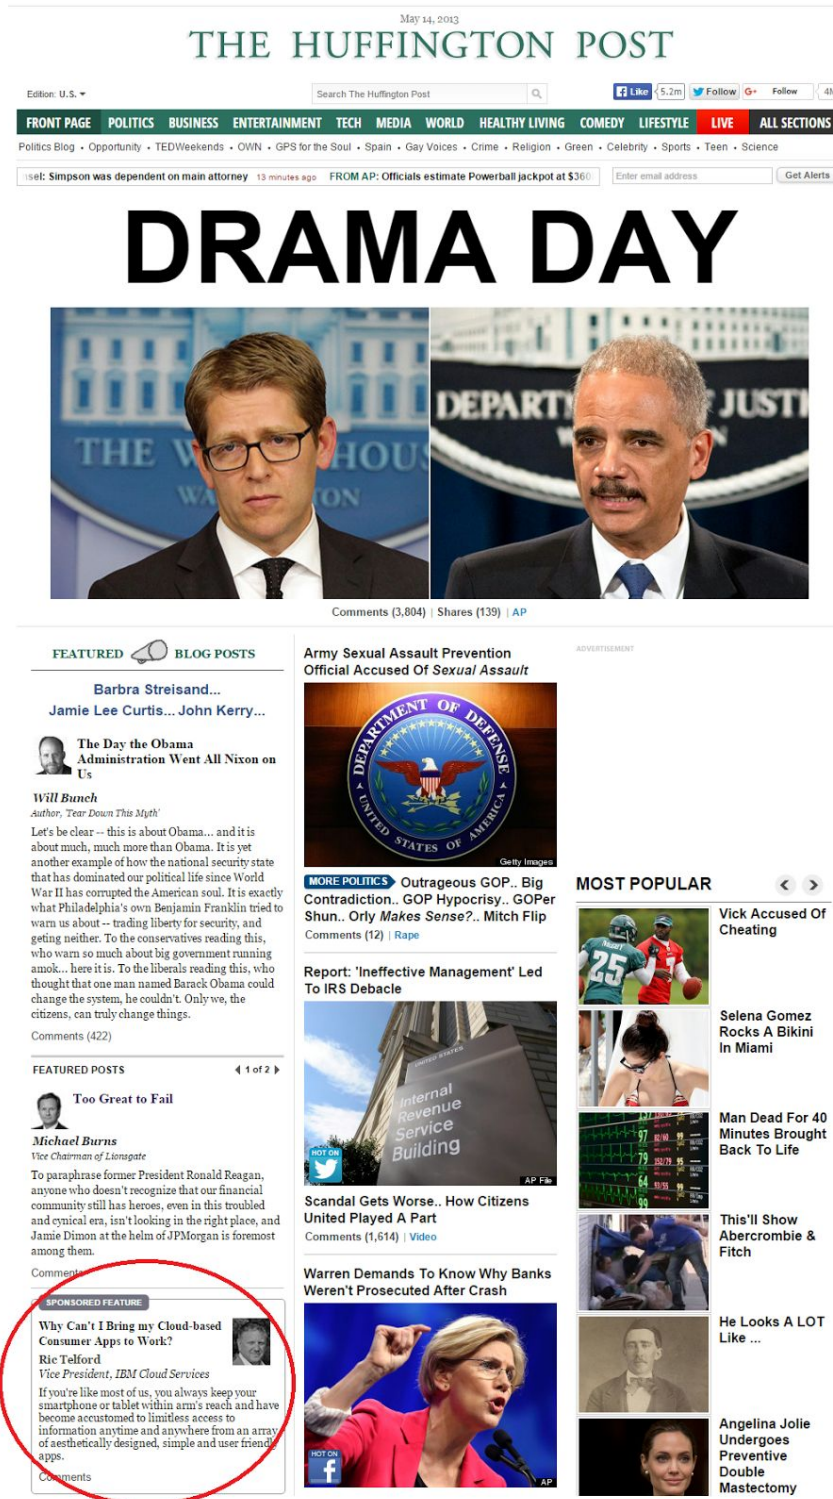 May 14, 2013
THE HUFFINGTON POST
Edition: U.S.
Search The Huffington Post
Like 5.2m Follow Follow
FRONT PAGE POLITICS BUSINESS ENTERTAINMENT TECH MEDIA WORLD HEALTHY LIVING COMEDY LIFESTYLE LIVE ALL SECTIONS
Politics Blog • Opportunity • TEDWeekends • OWN • GPS for the Soul • Spain • Gay Voices • Crime • Religion • Green • Celebrity • Sports • Teen • Science
sel: Simpson was dependent on main attorney 13 minutes ago FROM AP: Officials estimate Powerball jackpot at $360
Enter email address Get Alerts
DRAMA DAY
THE W HOUS
WA TON
DEPART JUSTI
W N
Comments (3,804) | Shares (139) | AP
FEATURED BLOG POSTS
Barbra Streisand...
Jamie Lee Curtis... John Kerry...
The Day the Obama
Administration Went All Nixon on
Us
Will Bunch
Author, 'Tear Down This Myth'
Let's be clear -- this is about Obama... and it is
about much, much more than Obama. It is yet
another example of how the national security state
that has dominated our political life since World
War II has corrupted the American soul. It is exactly
what Philadelphia's own Benjamin Franklin tried to
warn us about -- trading liberty for security, and
geting neither. To the conservatives reading this,
who warn so much about big government running
amok... here it is. To the liberals reading this, who
thought that one man named Barack Obama could
change the system, he couldn't. Only we, the
citizens, can truly change things.
Comments (422)
FEATURED POSTS 1 of 2
Too Great to Fail
Michael Burns
Vice Chairman of Lionsgate
To paraphrase former President Ronald Reagan,
anyone who doesn't recognize that our financial
community still has heroes, even in this troubled
and cynical era, isn't looking in the right place, and
Jamie Dimon at the helm of JPMorgan is foremost
among them.
Comments
SPONSORED FEATURE
Why Can't I Bring my Cloud-based
Consumer Apps to Work?
Ric Telford
Vice President, IBM Cloud Services
If you're like most of us, you always keep your
smartphone or tablet within arm's reach and have
become accustomed to limitless access to
information anytime and anywhere from an array
of aesthetically designed, simple and user friendly
apps.
Comments
Army Sexual Assault Prevention
Official Accused Of Sexual Assault
DEPARTMENT OF DEFENSE
UNITED STATES OF AMERICA
Getty Images
MORE POLITICS Outrageous GOP.. Big
Contradiction.. GOP Hypocrisy.. GOPer
Shun.. Orly Makes Sense?.. Mitch Flip
Comments (12) | Rape
Report: 'Ineffective Management' Led
To IRS Debacle
UNITED STATES
Internal
Revenue
Service
Building
HOT ON
AP File
Scandal Gets Worse.. How Citizens
United Played A Part
Comments (1,614) | Video
Warren Demands To Know Why Banks
Weren't Prosecuted After Crash
HOT ON
AP
ADVERTISEMENT
MOST POPULAR
25
7
Vick Accused Of
Cheating
Selena Gomez
Rocks A Bikini
In Miami
Man Dead For 40
Minutes Brought
Back To Life
This'll Show
Abercrombie &
Fitch
He Looks A LOT
Like ...
Angelina Jolie
Undergoes
Preventive
Double
Mastectomy